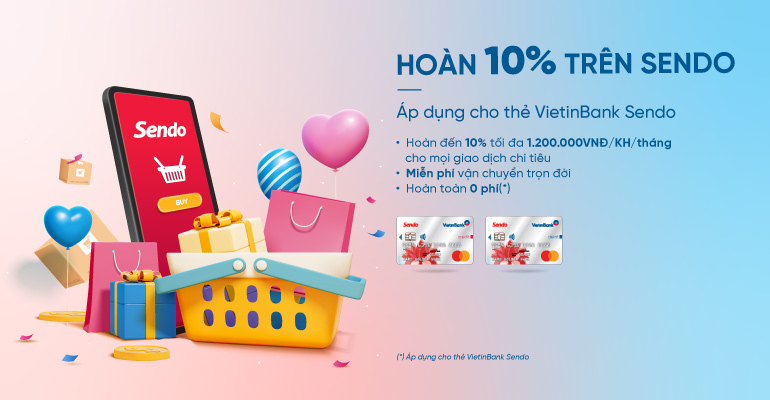 HOÀN 10% TRÊN SENDO
Áp dụng cho thẻ VietinBank Sendo
• Hoàn đến 10% tối đa 1.200.000VNĐ/KH/tháng
cho mọi giao dịch chi tiêu
• Miễn phí vận chuyển trọn đời
• Hoàn toàn 0 phí(*)
Sendo
BUY
Sendo VietinBank
Sendo VietinBank
(*) Áp dụng cho thẻ VietinBank Sendo